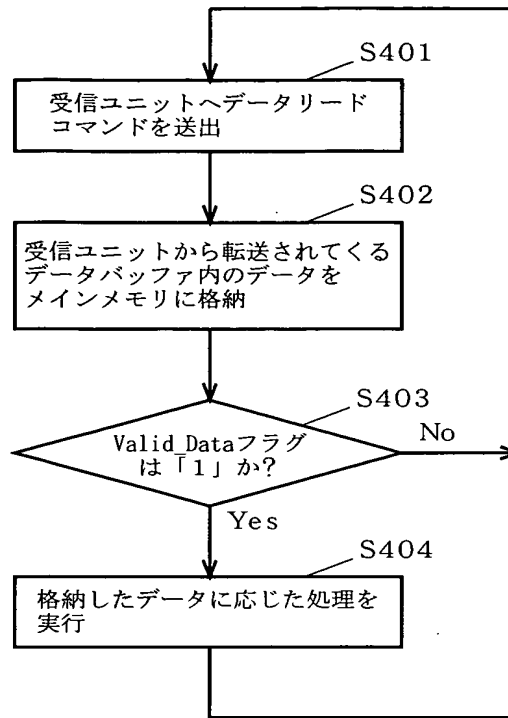 S401
受信ユニットへデータリード
コマンドを送出
S402
受信ユニットから転送されてくる
データバッファ内のデータを
メインメモリに格納
S403
Valid_Dataフラグ
は「1」か?
No
Yes
S404
格納したデータに応じた処理を
実行